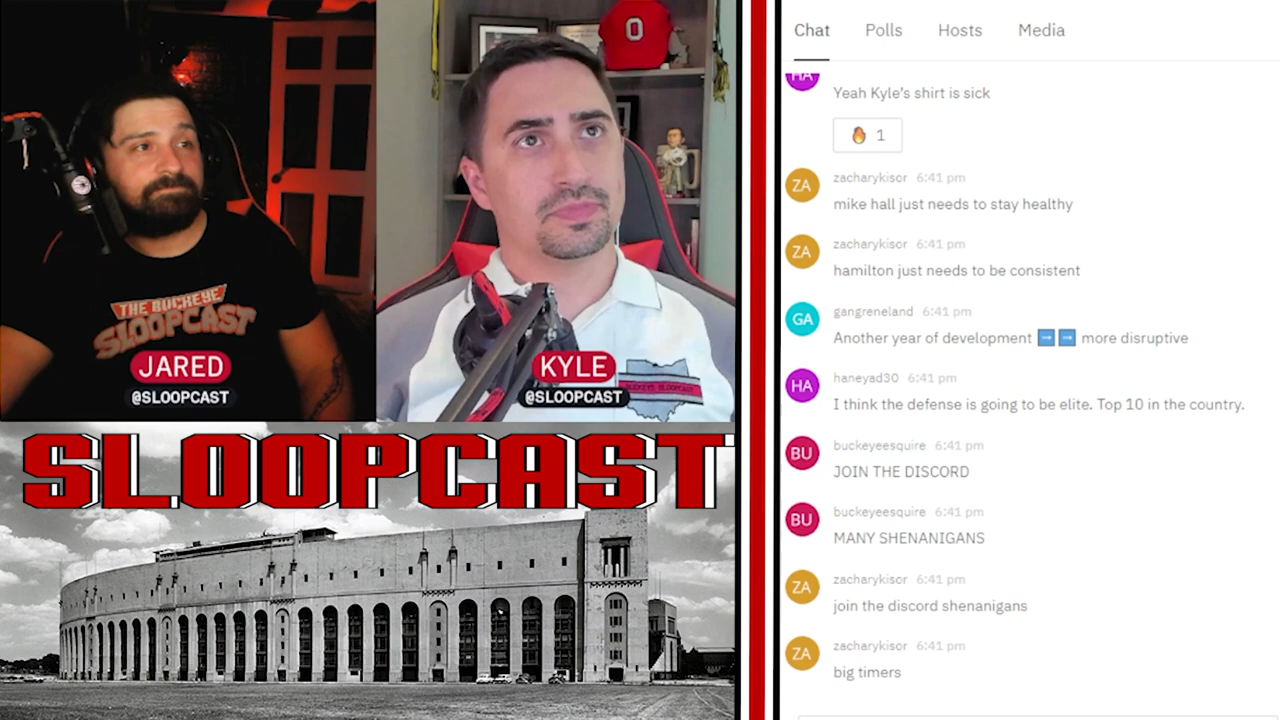 O
THE BUCKEYE
SLOOPCAST
JARED
@SLOOPCAST
KYLE
@SLOOPCAST
BUCKEYE SLOOPCAST
SLOOPCAST
Chat Polls Hosts Media
HA
Yeah Kyle's shirt is sick
🔥 1
ZA zacharykisor 6:41 pm
mike hall just needs to stay healthy
ZA zacharykisor 6:41 pm
hamilton just needs to be consistent
GA gangreneland 6:41 pm
Another year of development ➡️➡️ more disruptive
HA haneyad30 6:41 pm
I think the defense is going to be elite. Top 10 in the country.
BU buckeyeesquire 6:41 pm
JOIN THE DISCORD
BU buckeyeesquire 6:41 pm
MANY SHENANIGANS
ZA zacharykisor 6:41 pm
join the discord shenanigans
ZA zacharykisor 6:41 pm
big timers